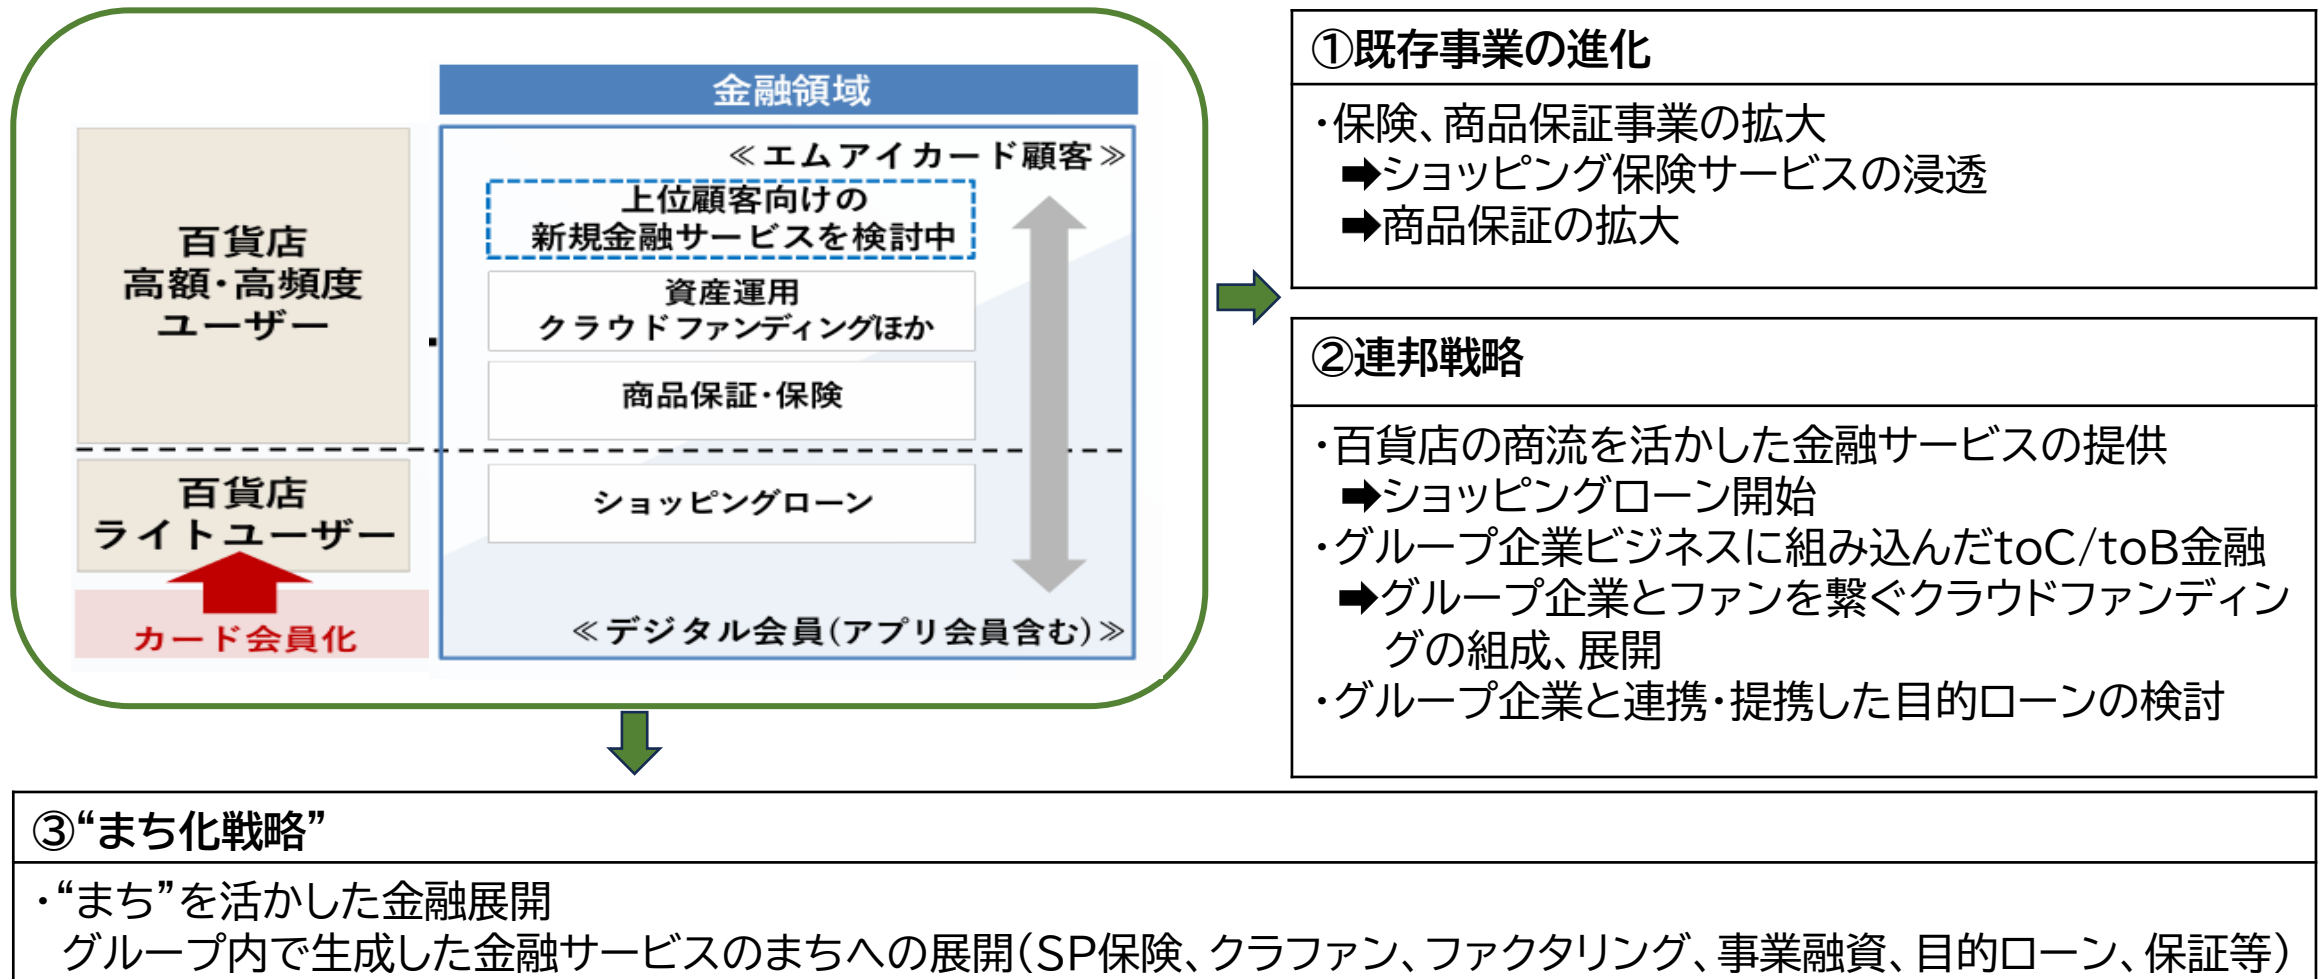 金融領域
百貨店
高額・高頻度
ユーザー
百貨店
ライトユーザー
カード会員化
≪エムアイカード顧客≫
上位顧客向けの
新規金融サービスを検討中
資産運用
クラウドファンディングほか
商品保証・保険
ショッピングローン
≪デジタル会員(アプリ会員含む)≫
①既存事業の進化
・保険、商品保証事業の拡大
➡ショッピング保険サービスの浸透
➡商品保証の拡大
②連邦戦略
・百貨店の商流を活かした金融サービスの提供
➡ショッピングローン開始
・グループ企業ビジネスに組み込んだtoC/toB金融
➡グループ企業とファンを繋ぐクラウドファンディン
グの組成、展開
・グループ企業と連携・提携した目的ローンの検討
③“まち化戦略”
・“まち”を活かした金融展開
グループ内で生成した金融サービスのまちへの展開(SP保険、クラファン、ファクタリング、事業融資、目的ローン、保証等)